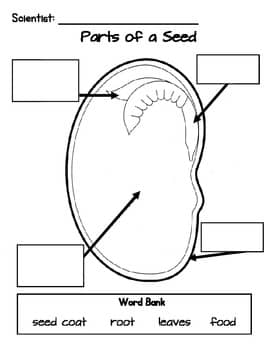 Scientist:
Parts of a Seed
Word Bank
seed coat root leaves food